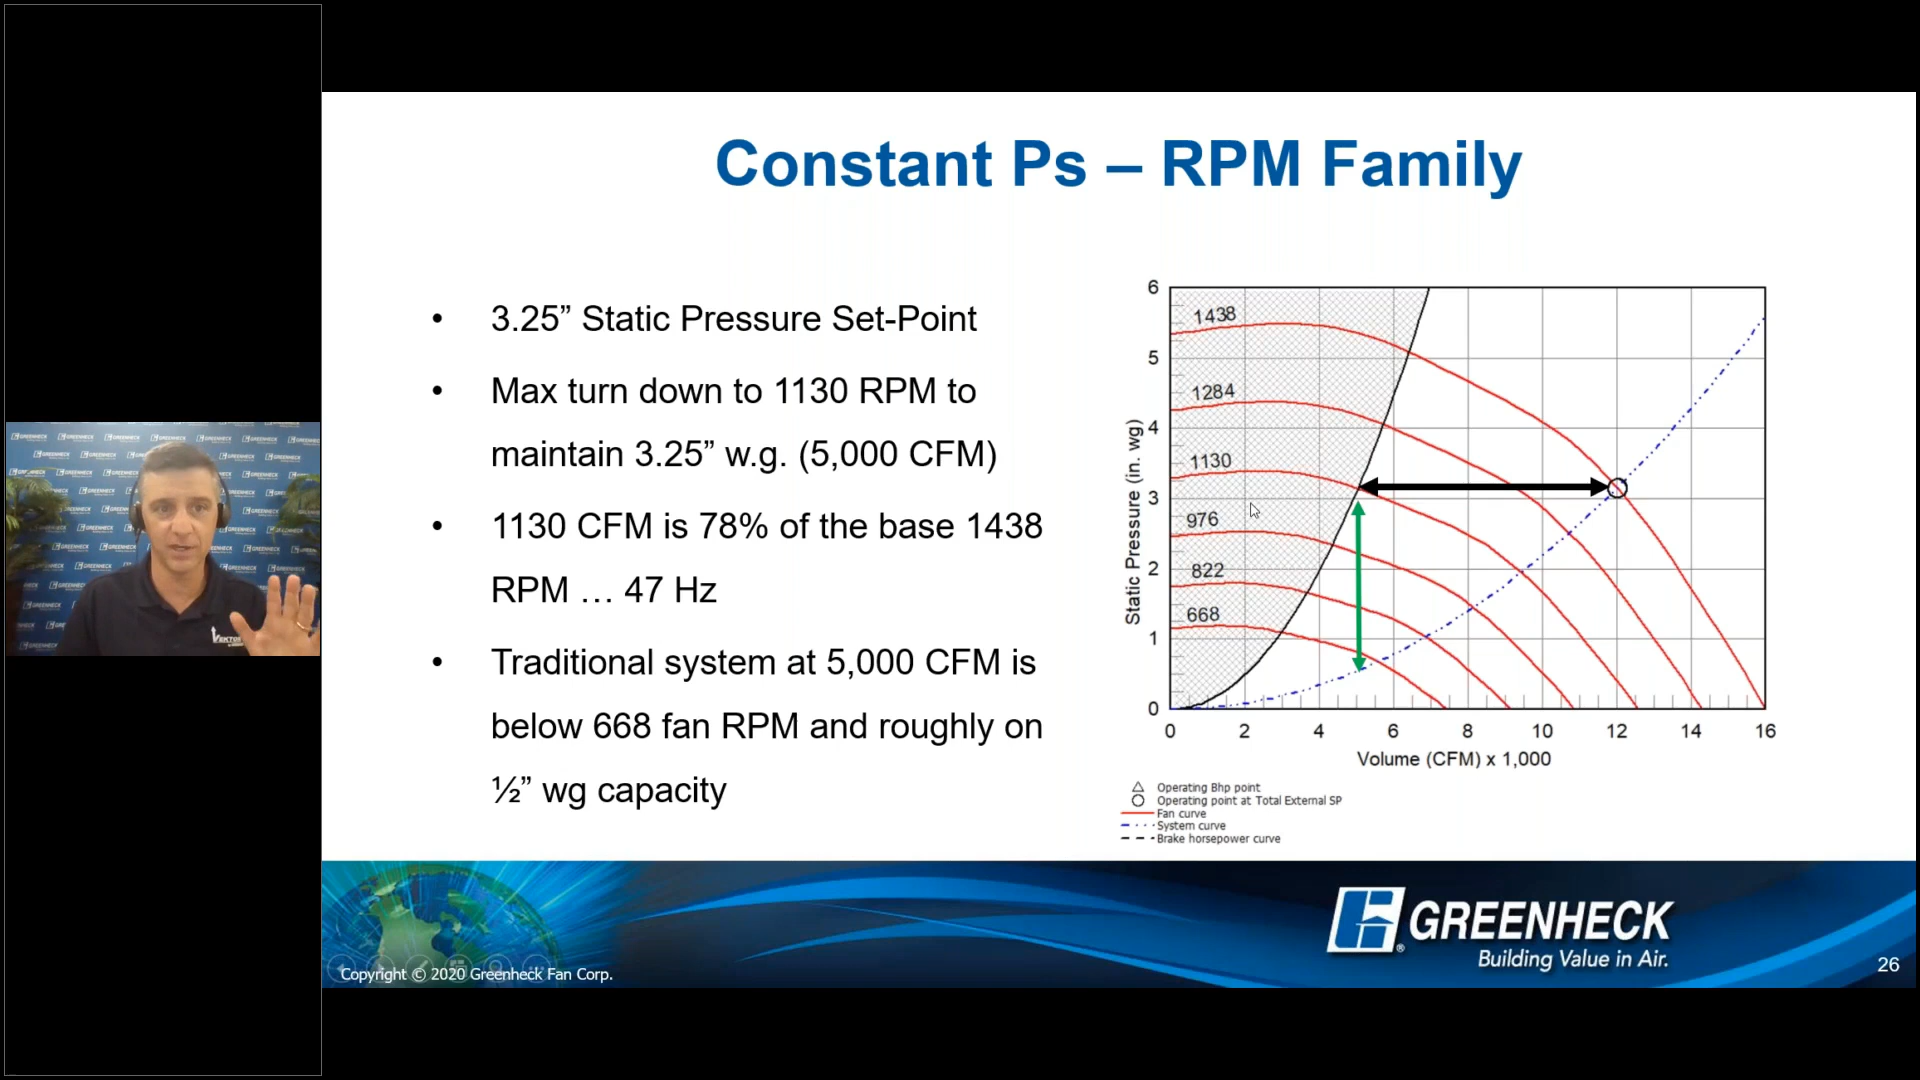 Constant Ps – RPM Family
• 3.25” Static Pressure Set-Point
• Max turn down to 1130 RPM to
maintain 3.25” w.g. (5,000 CFM)
• 1130 CFM is 78% of the base 1438
RPM … 47 Hz
• Traditional system at 5,000 CFM is
below 668 fan RPM and roughly on
½” wg capacity
Static Pressure (in. wg)
6
5
4
3
2
1
0
1438
1284
1130
976
822
668
0 2 4 6 8 10 12 14 16
Volume (CFM) x 1,000
Operating Bhp point
Operating point at Total External SP
Fan curve
System curve
Brake horsepower curve
GREENHECK
Building Value in Air.
Copyright © 2020 Greenheck Fan Corp.
26